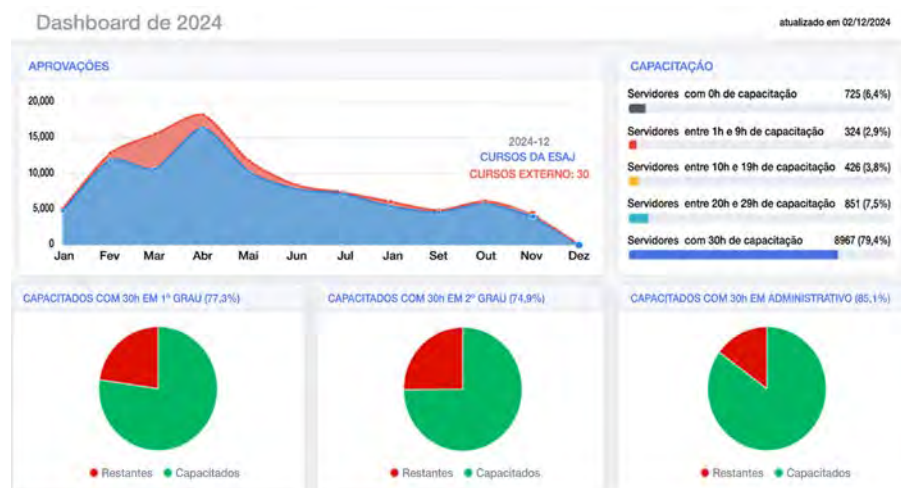 Dashboard de 2024
atualizado em 02/12/2024
APROVAÇÕES
20,000
15,000
10,000
5,000
0
2024-12
CURSOS DA ESAJ
CURSOS EXTERNO: 30
Jan Fev Mar Abr Mai Jun Jul Jan Set Out Nov Dez
CAPACITAÇÃO
Servidores com 0h de capacitação 725 (6,4%)
Servidores entre 1h e 9h de capacitação 324 (2,9%)
Servidores entre 10h e 19h de capacitação 426 (3,8%)
Servidores entre 20h e 29h de capacitação 851 (7,5%)
Servidores com 30h de capacitação 8967 (79,4%)
CAPACITADOS COM 30h EM 1º GRAU (77,3%)
Restantes Capacitados
CAPACITADOS COM 30h EM 2º GRAU (74,9%)
Restantes Capacitados
CAPACITADOS COM 30h EM ADMINISTRATIVO (85,1%)
Restantes Capacitados